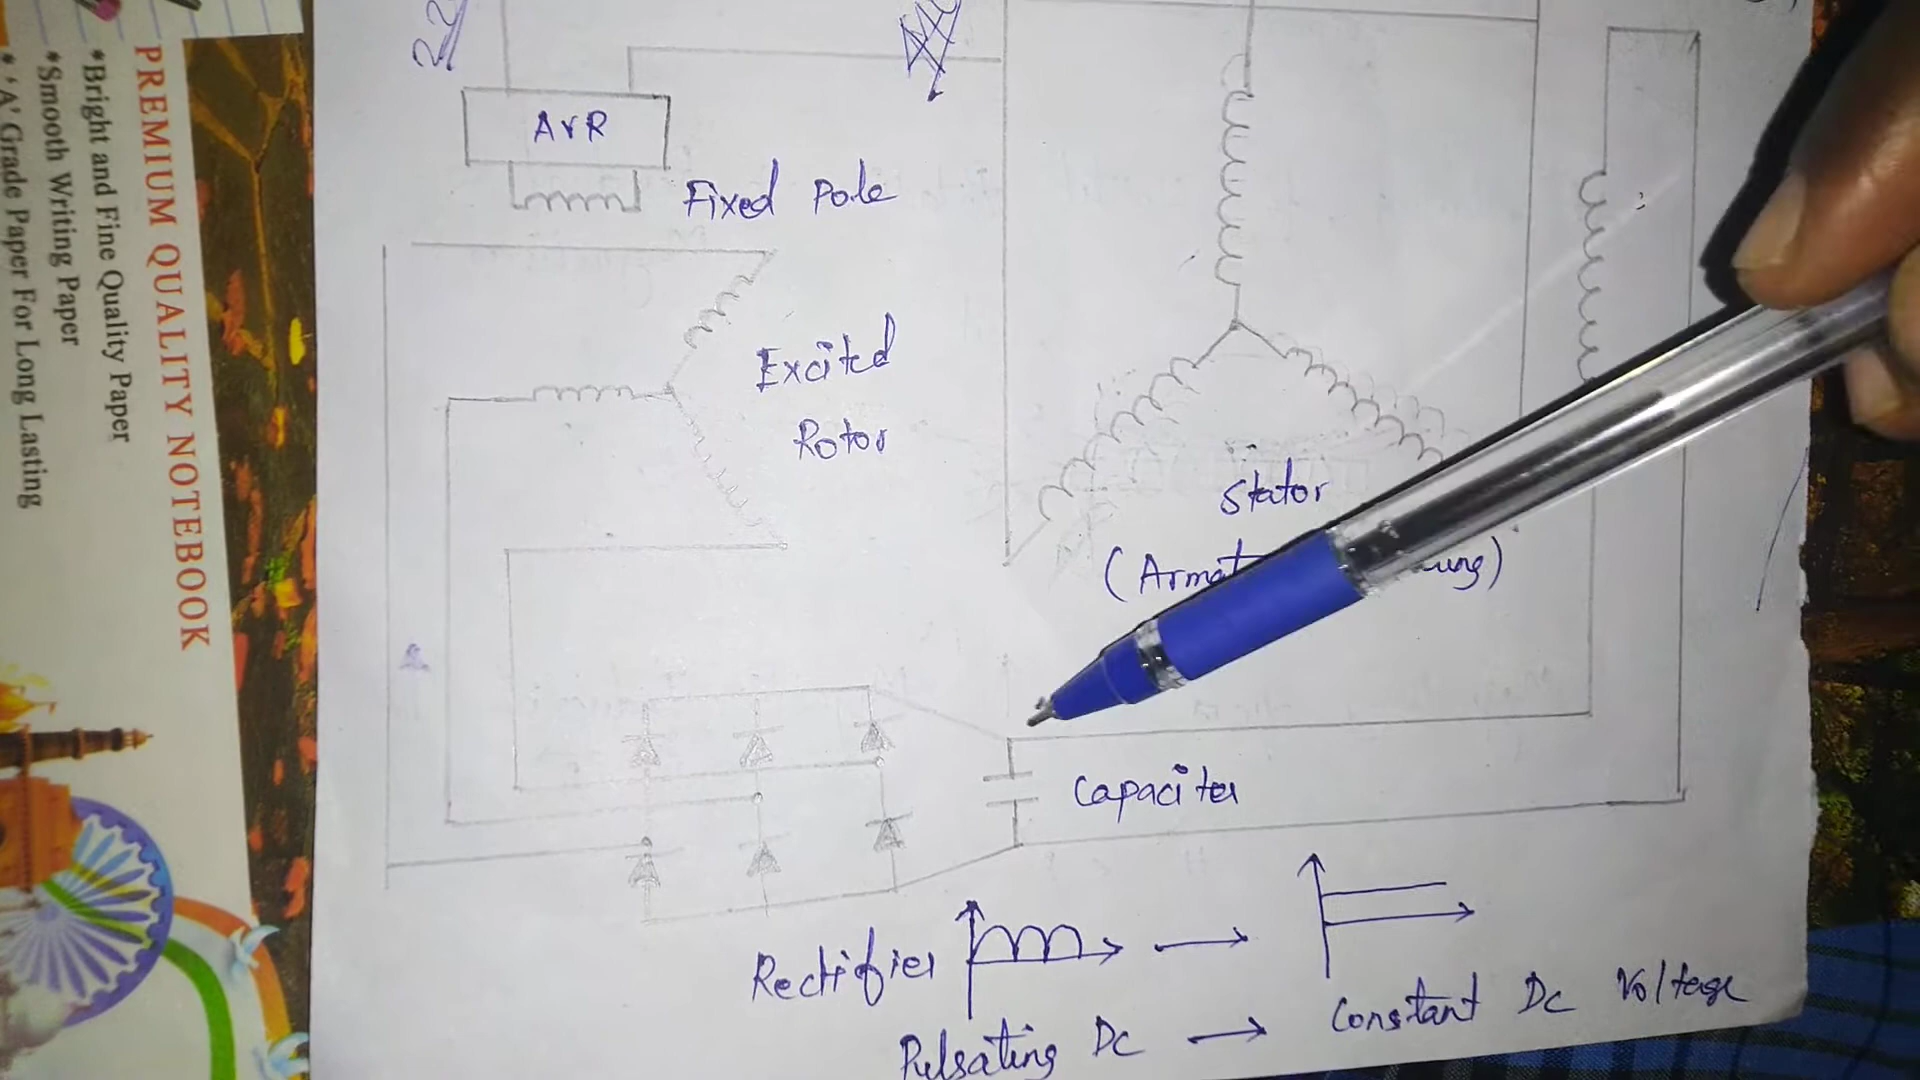 PREMIUM QUALITY NOTEBOOK
*Bright and Fine Quality Paper
*Smooth Writing Paper
*'A' Grade Paper For Long Lasting
AVR
Fixed Pole
Excited
Rotor
Stator
(
Capaciter
Rectifier
Pulsating Dc → Constant Dc Voltage